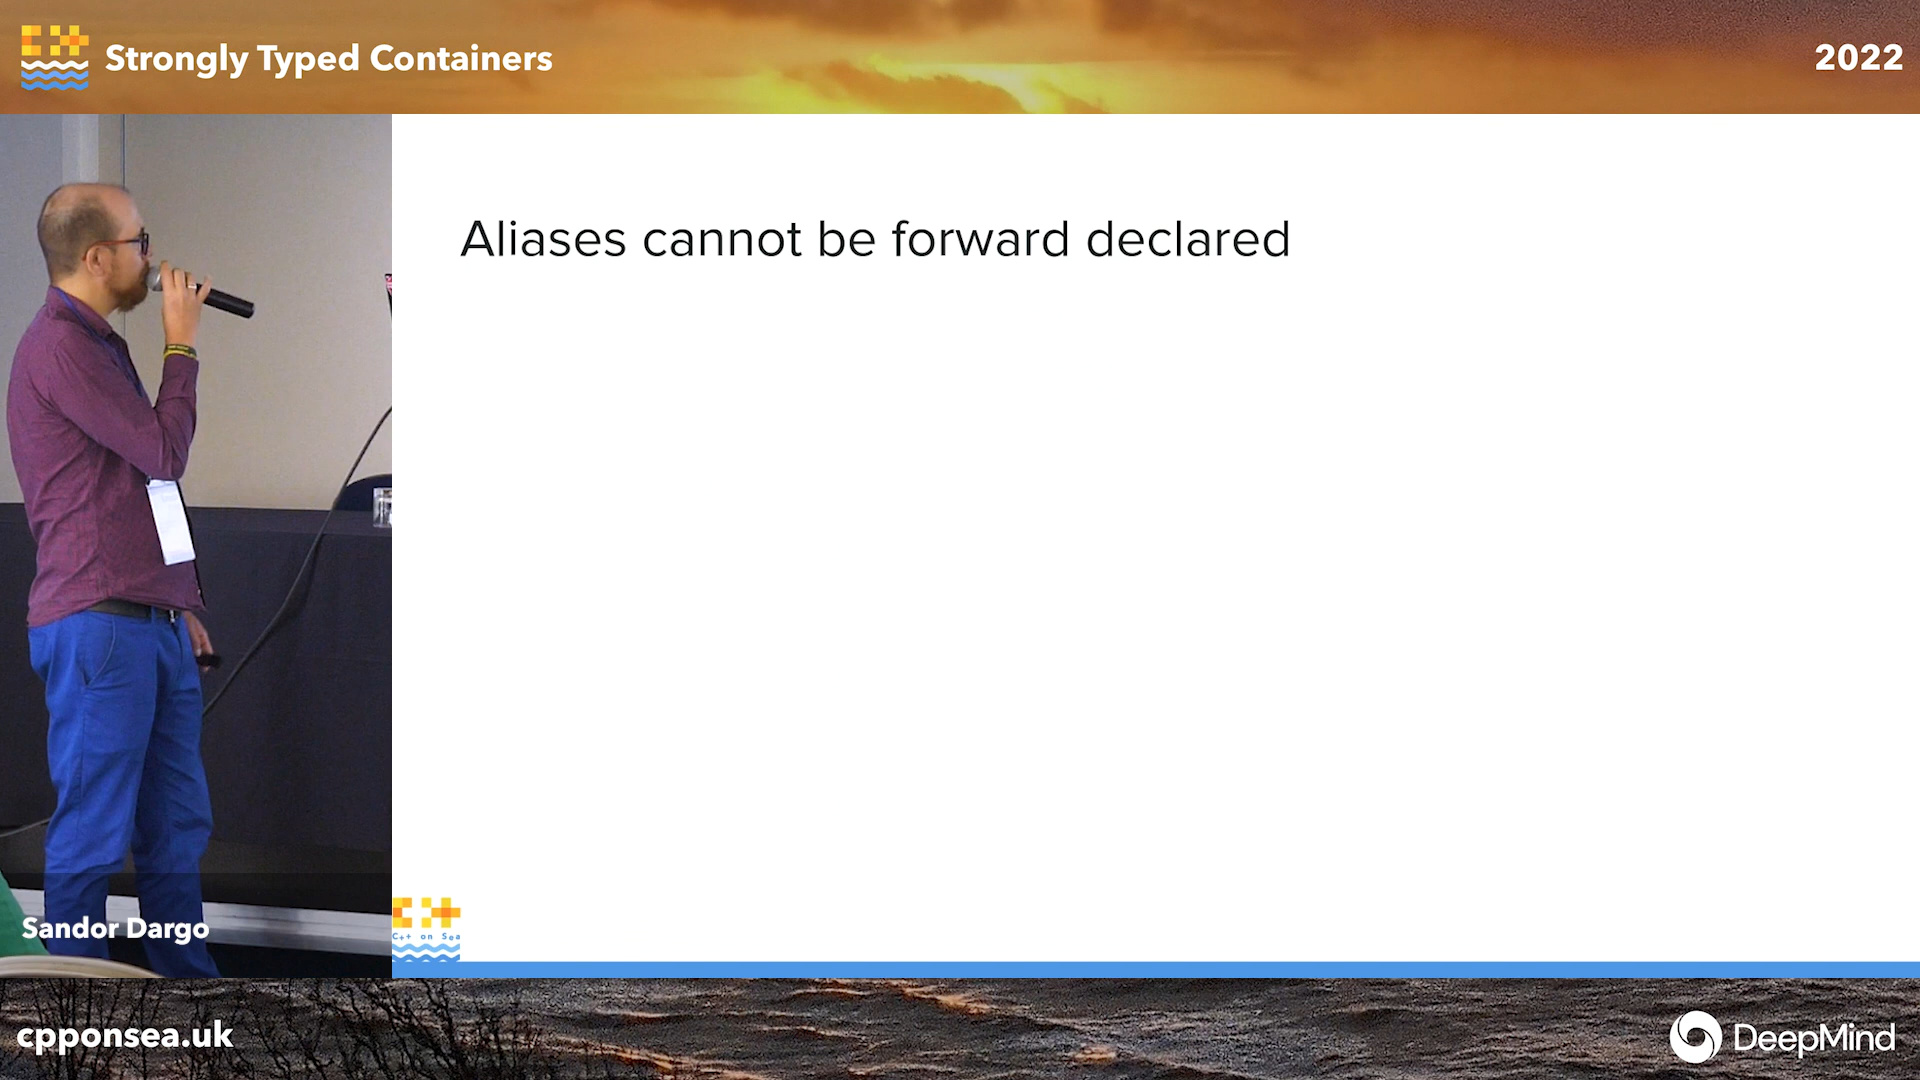 Strongly Typed Containers
2022
Aliases cannot be forward declared
C++ on Sea
Sandor Dargo
cpponsea.uk
DeepMind